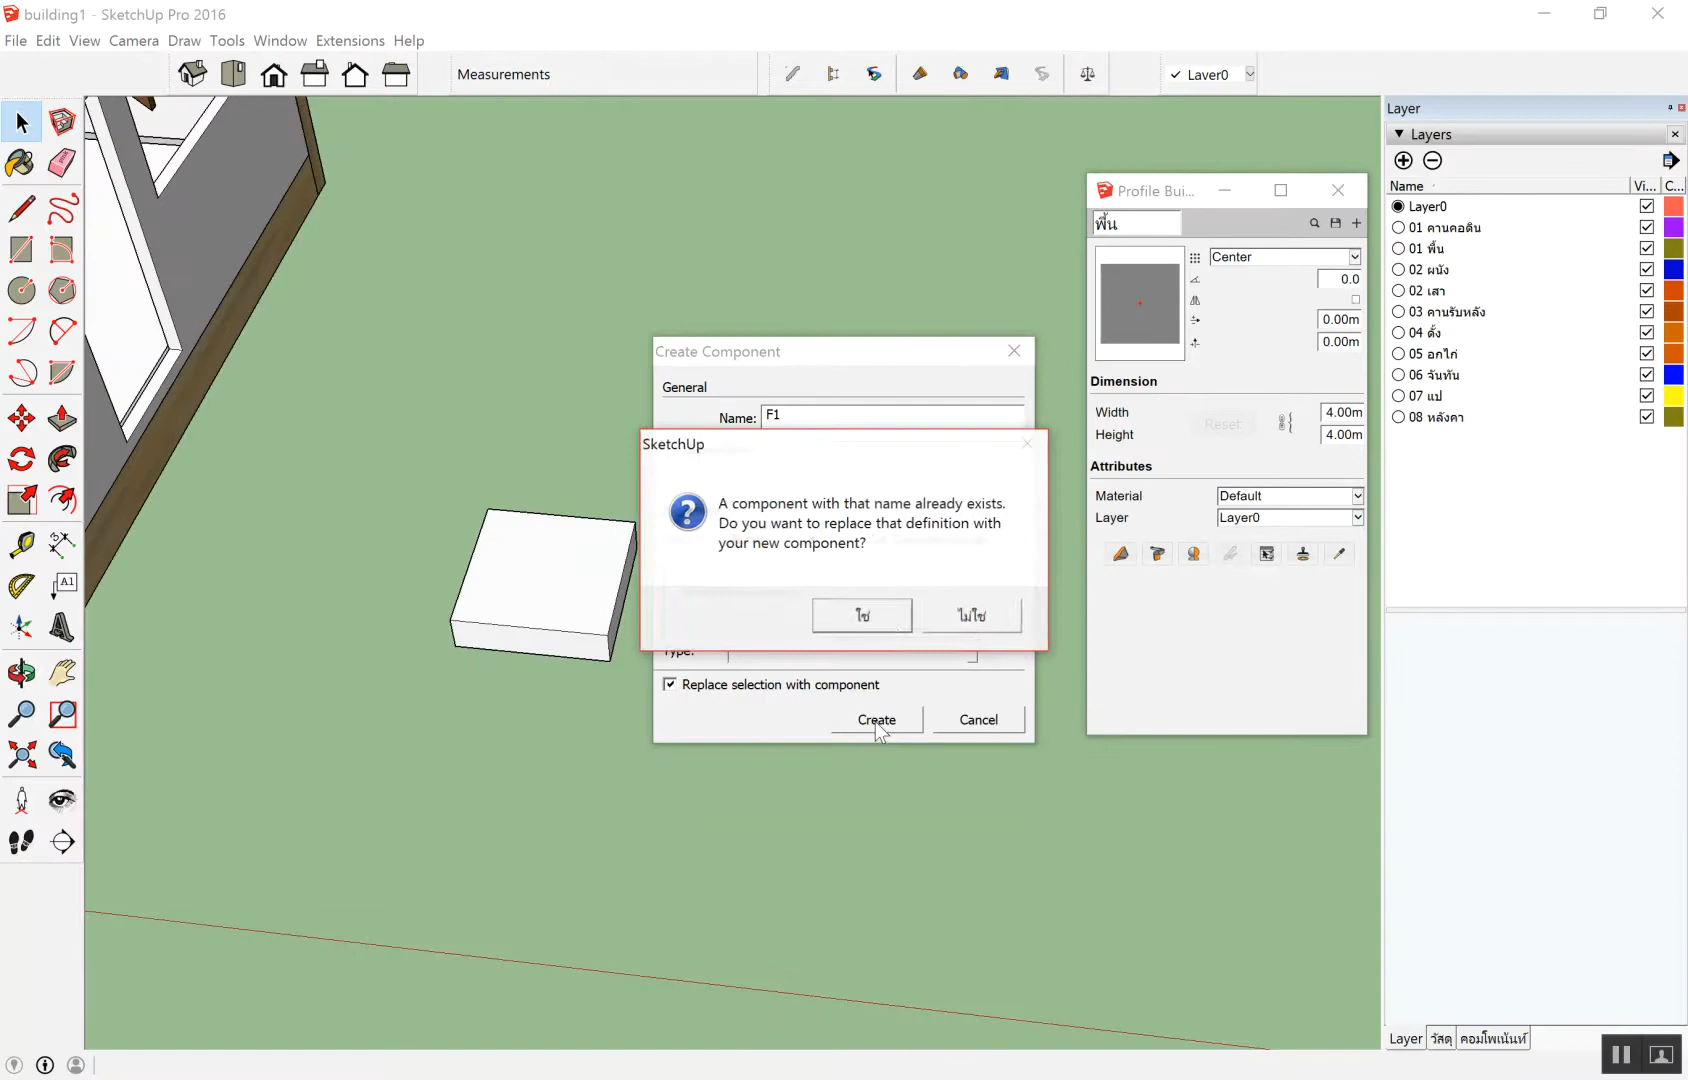 building1 - SketchUp Pro 2016
File Edit View Camera Draw Tools Window Extensions Help
Measurements
Layer0
Layer
Layers
Name
Vi... C...
Layer0
01 คานคอดิน
01 พื้น
02 ผนัง
02 เสา
03 คานรับหลัง
04 ดั้ง
05 อกไก่
06 จันทัน
07 แป
08 หลังคา
Profile Bui...
พื้น
Center
0.0
0.00m
0.00m
Dimension
Width 4.00m
Reset
Height 4.00m
Attributes
Material Default
Layer Layer0
Create Component
General
Name: F1
SketchUp
A component with that name already exists.
Do you want to replace that definition with
your new component?
ใช่ ไม่ใช่
Type:
Replace selection with component
Create Cancel
A1
3
Layer วัสดุ คอมโพเน้นท์